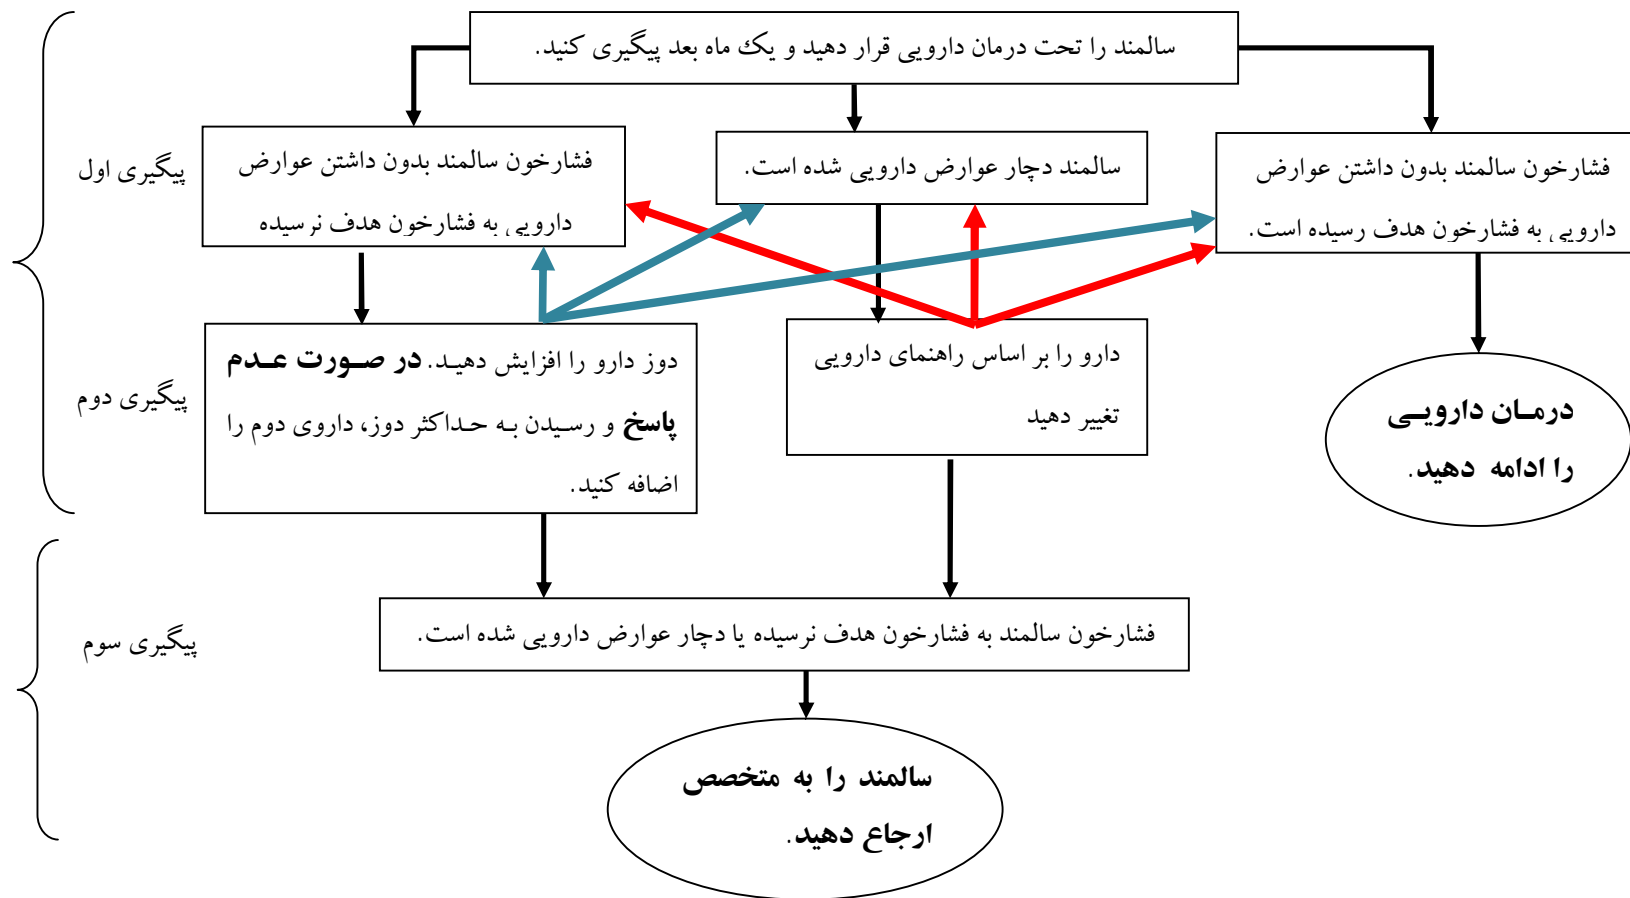 سالمند را تحت درمان دارویی قرار دهید و یک ماه بعد پیگیری کنید.
پیگیری اول
فشارخون سالمند بدون داشتن عوارض
دارویی به فشارخون هدف رسیده است.
سالمند دچار عوارض دارویی شده است.
فشارخون سالمند بدون داشتن عوارض
دارویی به فشارخون هدف نرسیده
پیگیری دوم
درمان دارویی
را ادامه دهید.
دارو را بر اساس راهنمای دارویی
تغییر دهید
دوز دارو را افزایش دهید. در صورت عدم
پاسخ و رسیدن به حداکثر دوز، داروی دوم را
اضافه کنید.
پیگیری سوم
فشارخون سالمند به فشارخون هدف نرسیده یا دچار عوارض دارویی شده است.
سالمند را به متخصص
ارجاع دهید.